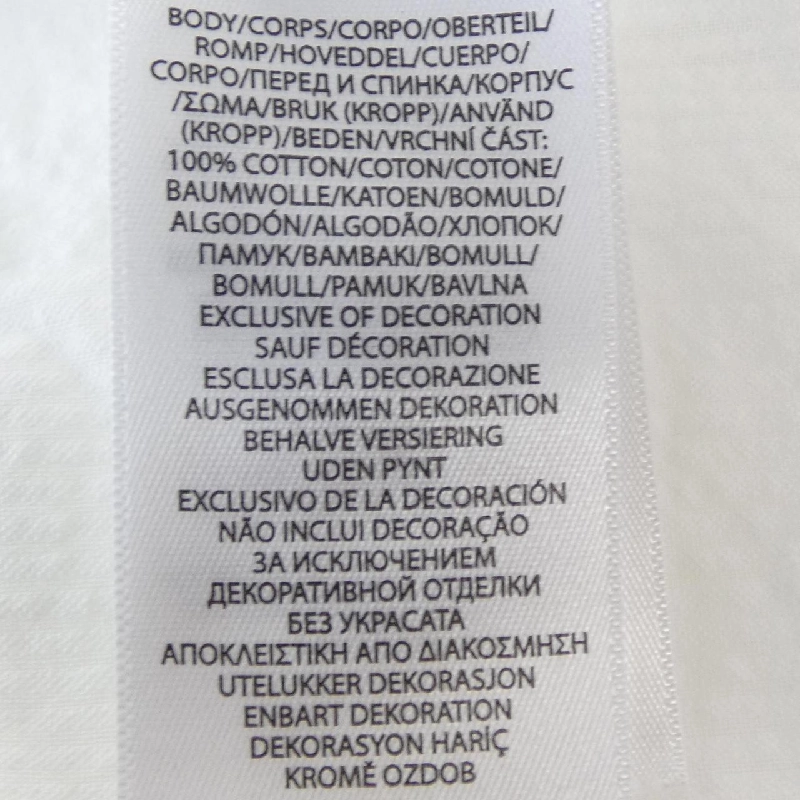 BODY/CORPS/CORPO/OBERTEIL/
ROMP/HOVEDDEL/CUERPO/
CORPO/ПЕРЕД И СПИНКА/КОРПУС
/ΣΩΜΑ/BRUK (KROPP)/ANVÄND
(KROPP)/BEDEN/VRCHNÍ ČÁST:
100% COTTON/COTON/COTONE/
BAUMWOLLE/KATOEN/BOMULD/
ALGODÓN/ALGODÃO/ХЛОПОК/
ПАМУК/ΒΑΜΒΑΚΙ/BOMULL/
BOMULL/PAMUK/BAVLNA
EXCLUSIVE OF DECORATION
SAUF DÉCORATION
ESCLUSA LA DECORAZIONE
AUSGENOMMEN DEKORATION
BEHALVE VERSIERING
UDEN PYNT
EXCLUSIVO DE LA DECORACIÓN
NÃO INCLUI DECORAÇÃO
ЗА ИСКЛЮЧЕНИЕМ
ДЕКОРАТИВНОЙ ОТДЕЛКИ
БЕЗ УКРАСАТА
ΑΠΟΚΛΕΙΣΤΙΚΗ ΑΠΟ ΔΙΑΚΟΣΜΗΣΗ
UTELUKKER DEKORASJON
ENBART DEKORATION
DEKORASYON HARİÇ
KROMĚ OZDOB